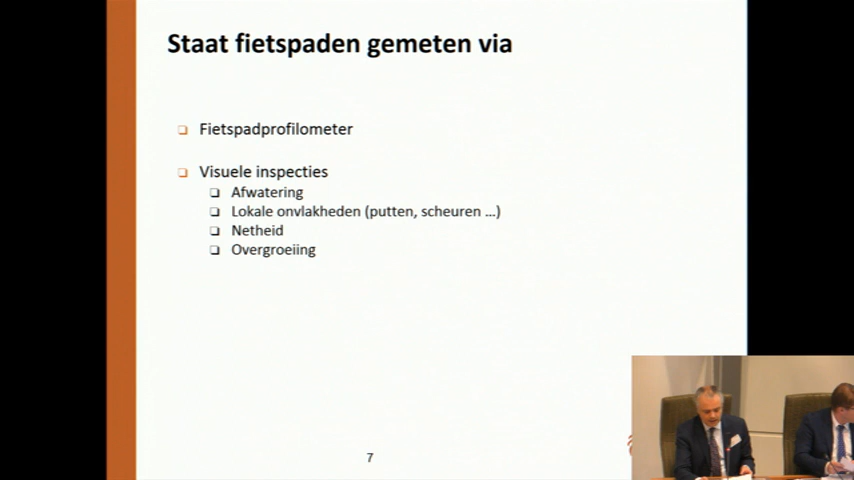 Staat fietspaden gemeten via
Fietspadprofilometer
Visuele inspecties
Afwatering
Lokale onvlakheden (putten, scheuren ...)
Netheid
Overgroeiing
7